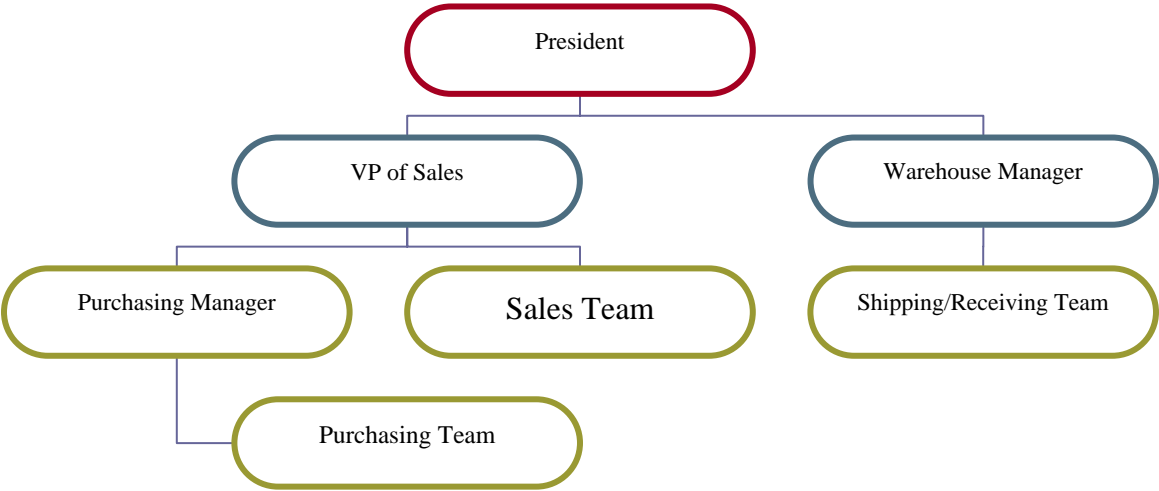 President
VP of Sales
Warehouse Manager
Purchasing Manager
Sales Team
Shipping/Receiving Team
Purchasing Team